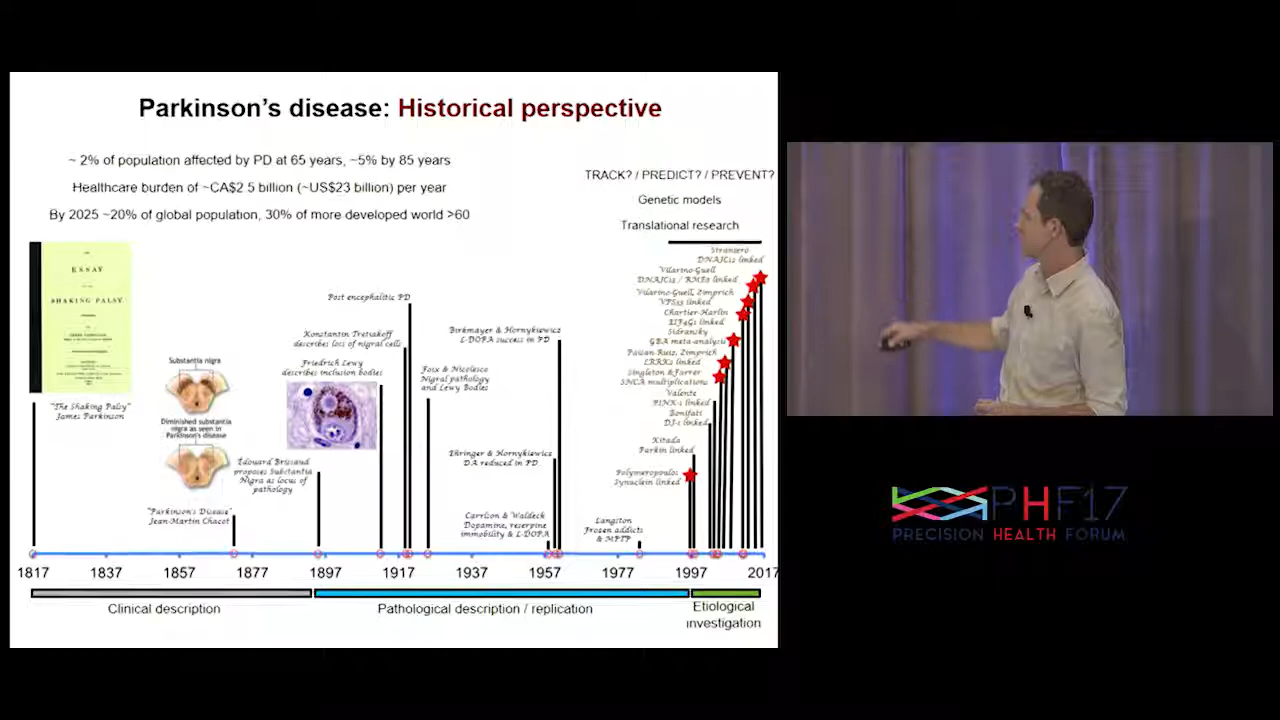 Parkinson's disease: Historical perspective
~ 2% of population affected by PD at 65 years, ~5% by 85 years
Healthcare burden of ~CA$2 5 billion (~US$23 billion) per year
By 2025 ~20% of global population, 30% of more developed world >60
TRACK? / PREDICT? / PREVENT?
Genetic models
Translational research
ESSAY
SHAKING PALSY
"The Shaking Palsy"
James Parkinson
Substantia nigra
Diminished substantia
nigra as seen in
Parkinson's disease
"Parkinson's Disease"
Jean-Martin Chacot
Édouard Brissaud
proposes Substantia
Nigra as locus of
pathology
Post encephalitic PD
Konstantin Tretiakoff
describes loss of nigral cells
Friedrich Lewy
describes inclusion bodies
Foix & Nicolesco
Nigral pathology
and Lewy Bodies
Birkmayer & Hornykiewicz
L-DOPA success in PD
Ehringer & Hornykiewicz
DA reduced in PD
Carlson & Waldeck
Dopamine, reserpine
immobility & L-DOPA
Langston
Frozen addicts
& MPTP
DNAJC12 linked
Vilarino-Guell
DNAJC13 / RME8 linked
Vilarino-Guell, Zimprich
VPS35 linked
Chartier-Harlin
EIF4G1 linked
Sidransky
GBA meta-analysis
Paisan-Ruiz, Zimprich
LRRK2 linked
Singleton & Farrer
SNCA multiplications
Valente
PINK-1 linked
Bonifati
DJ-1 linked
Kitada
Parkin linked
Polymeropoulos
Synuclein linked
1817 1837 1857 1877 1897 1917 1937 1957 1977 1997 2017
Clinical description
Pathological description / replication
Etiological
investigation
PHF17
PRECISION HEALTH FORUM